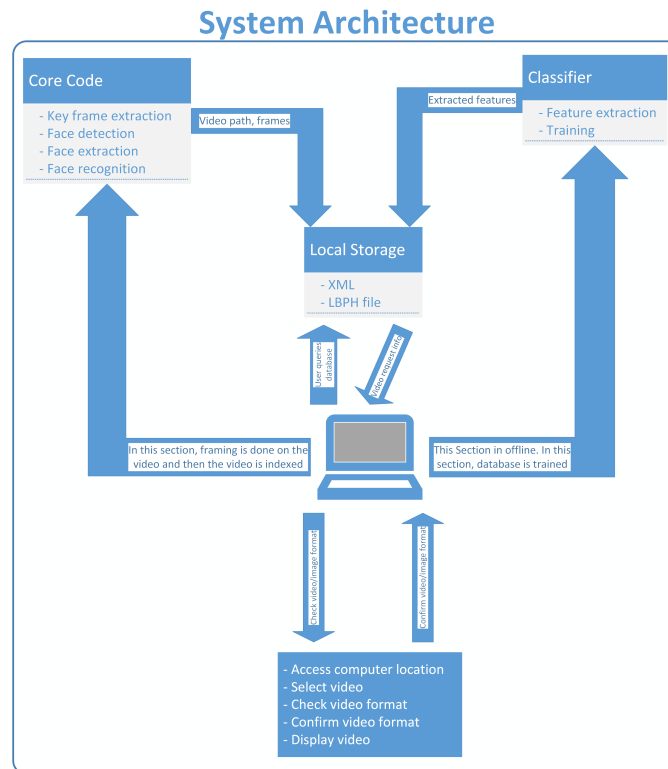 System Architecture
Core Code
- Key frame extraction
- Face detection
- Face extraction
- Face recognition
Video path, frames
Extracted features
Classifier
- Feature extraction
- Training
Local Storage
- XML
- LBPH file
User queries
database
Video request info
In this section, framing is done on the
video and then the video is indexed
This Section in offline. In this
section, database is trained
Check video/image format
Confirm video/image format
- Access computer location
- Select video
- Check video format
- Confirm video format
- Display video